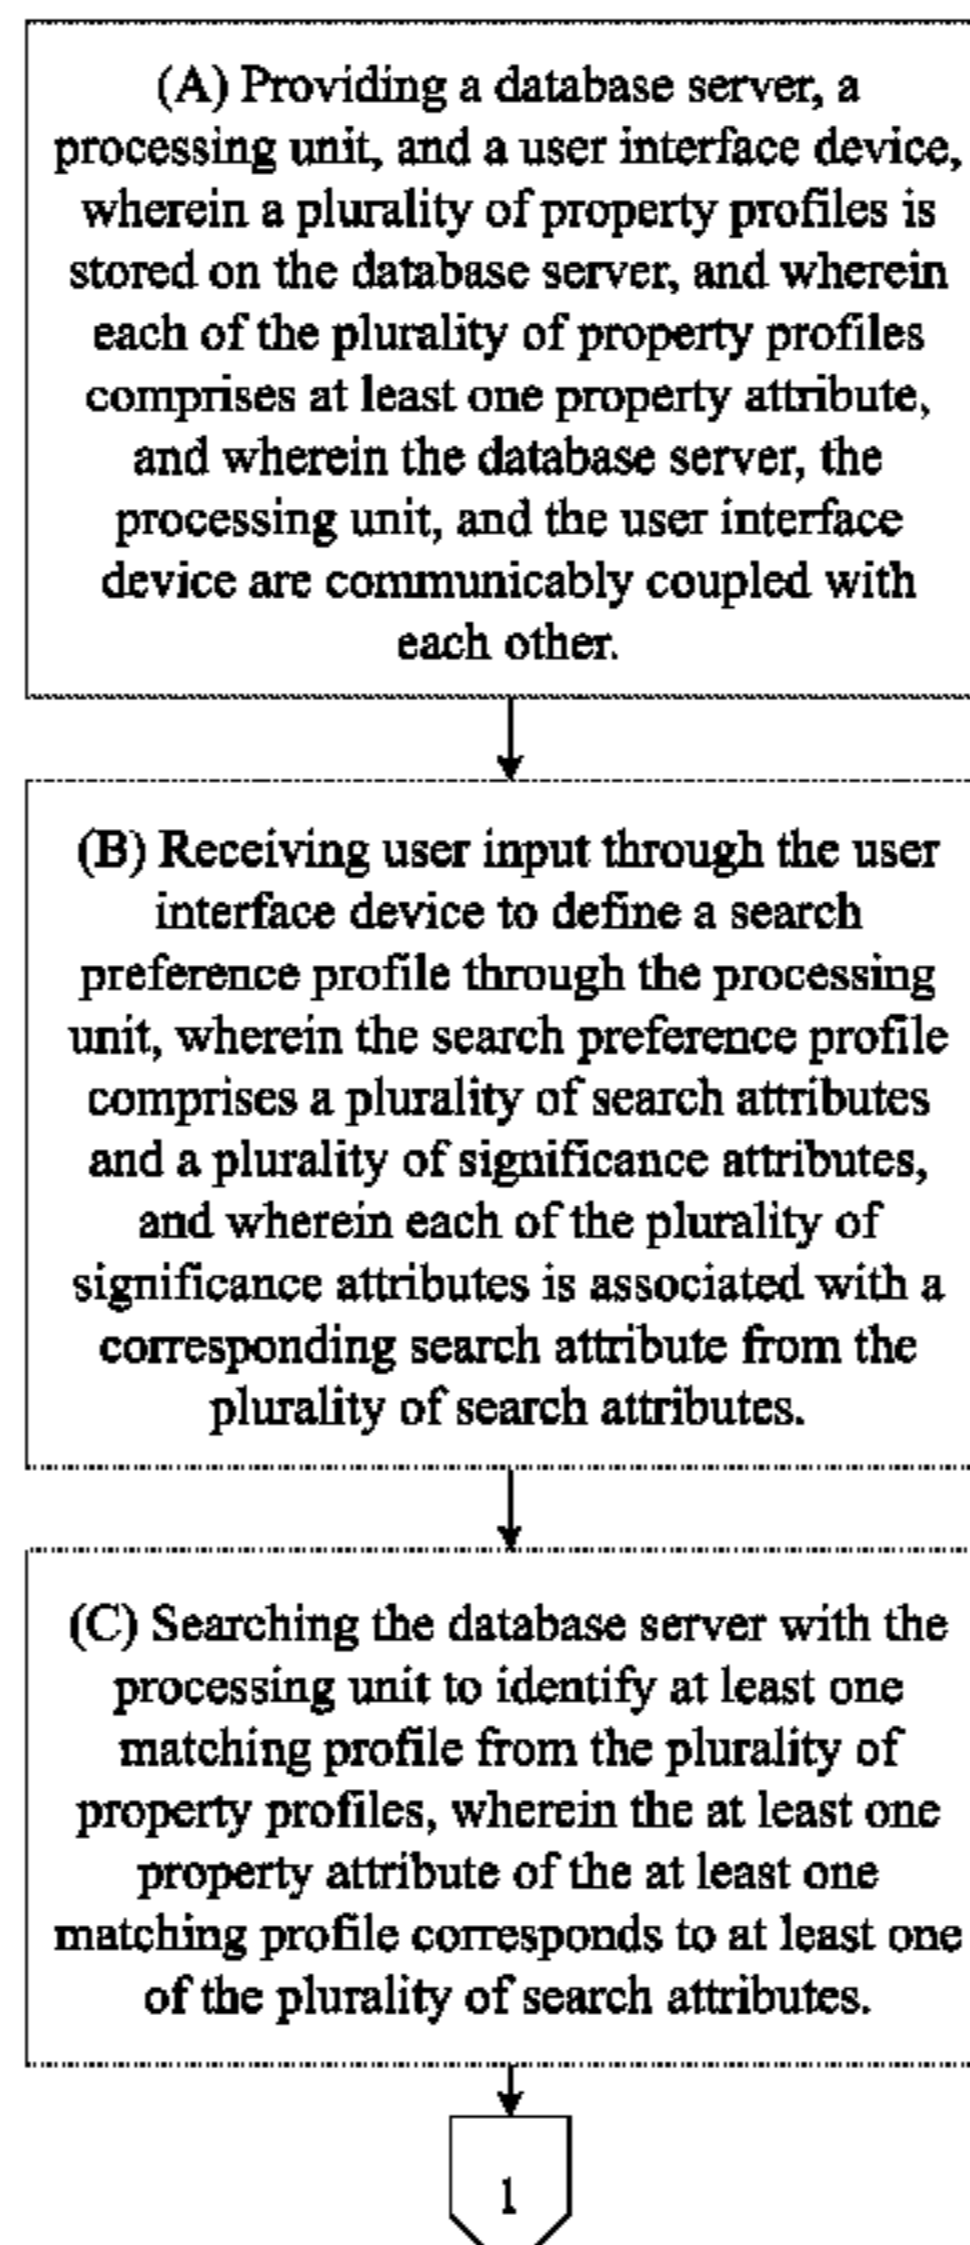 (A) Providing a database server, a
processing unit, and a user interface device,
wherein a plurality of property profiles is
stored on the database server, and wherein
each of the plurality of property profiles
comprises at least one property attribute,
and wherein the database server, the
processing unit, and the user interface
device are communicably coupled with
each other.
(B) Receiving user input through the user
interface device to define a search
preference profile through the processing
unit, wherein the search preference profile
comprises a plurality of search attributes
and a plurality of significance attributes,
and wherein each of the plurality of
significance attributes is associated with a
corresponding search attribute from the
plurality of search attributes.
(C) Searching the database server with the
processing unit to identify at least one
matching profile from the plurality of
property profiles, wherein the at least one
property attribute of the at least one
matching profile corresponds to at least one
of the plurality of search attributes.
1